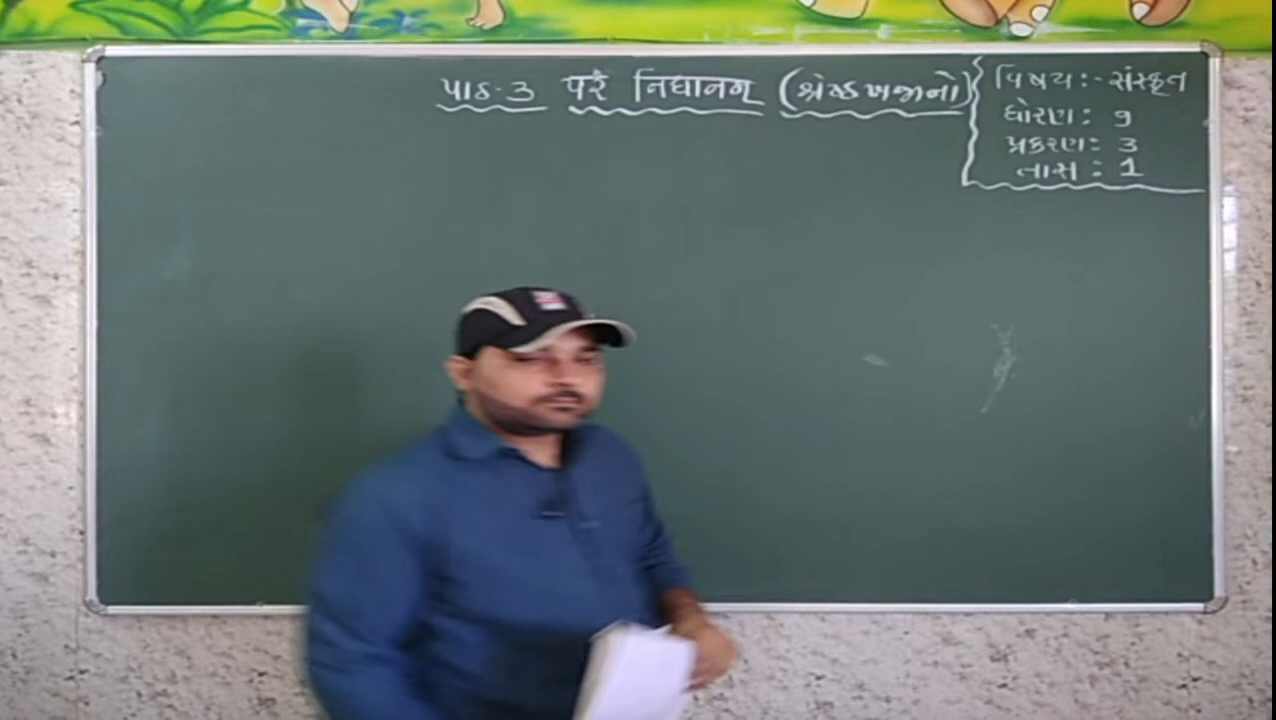 પાઠ-3 परं निधानम् (શ્રેષ્ઠ ખજાનો)
વિષય:- સંસ્કૃત
ધોરણ: 9
પ્રકરણ: 3
તાસ: 1